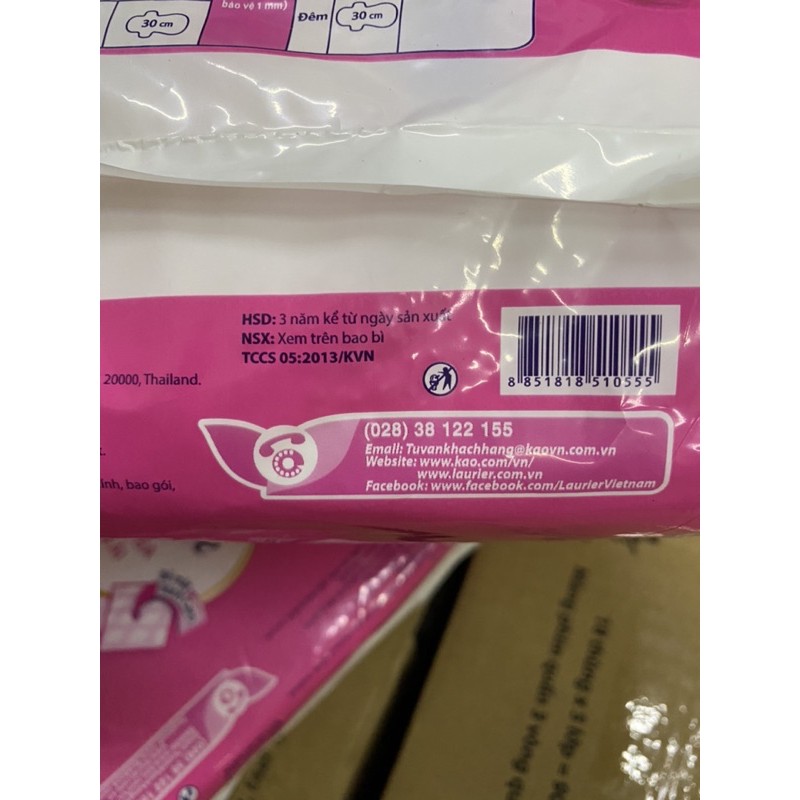 bảo vệ 1 mm)
30 cm
Đêm
30 cm
HSD: 3 năm kể từ ngày sản xuất
NSX: Xem trên bao bì
TCCS 05:2013/KVN
20000, Thailand.
8 851818 510555
(028) 38 122 155
Email: Tuvankhachhang@kaovn.com.vn
Website: www.kao.com/vn/
www.laurier.com.vn
Facebook: www.facebook.com/LaurierVietnam
ính, bao gói,